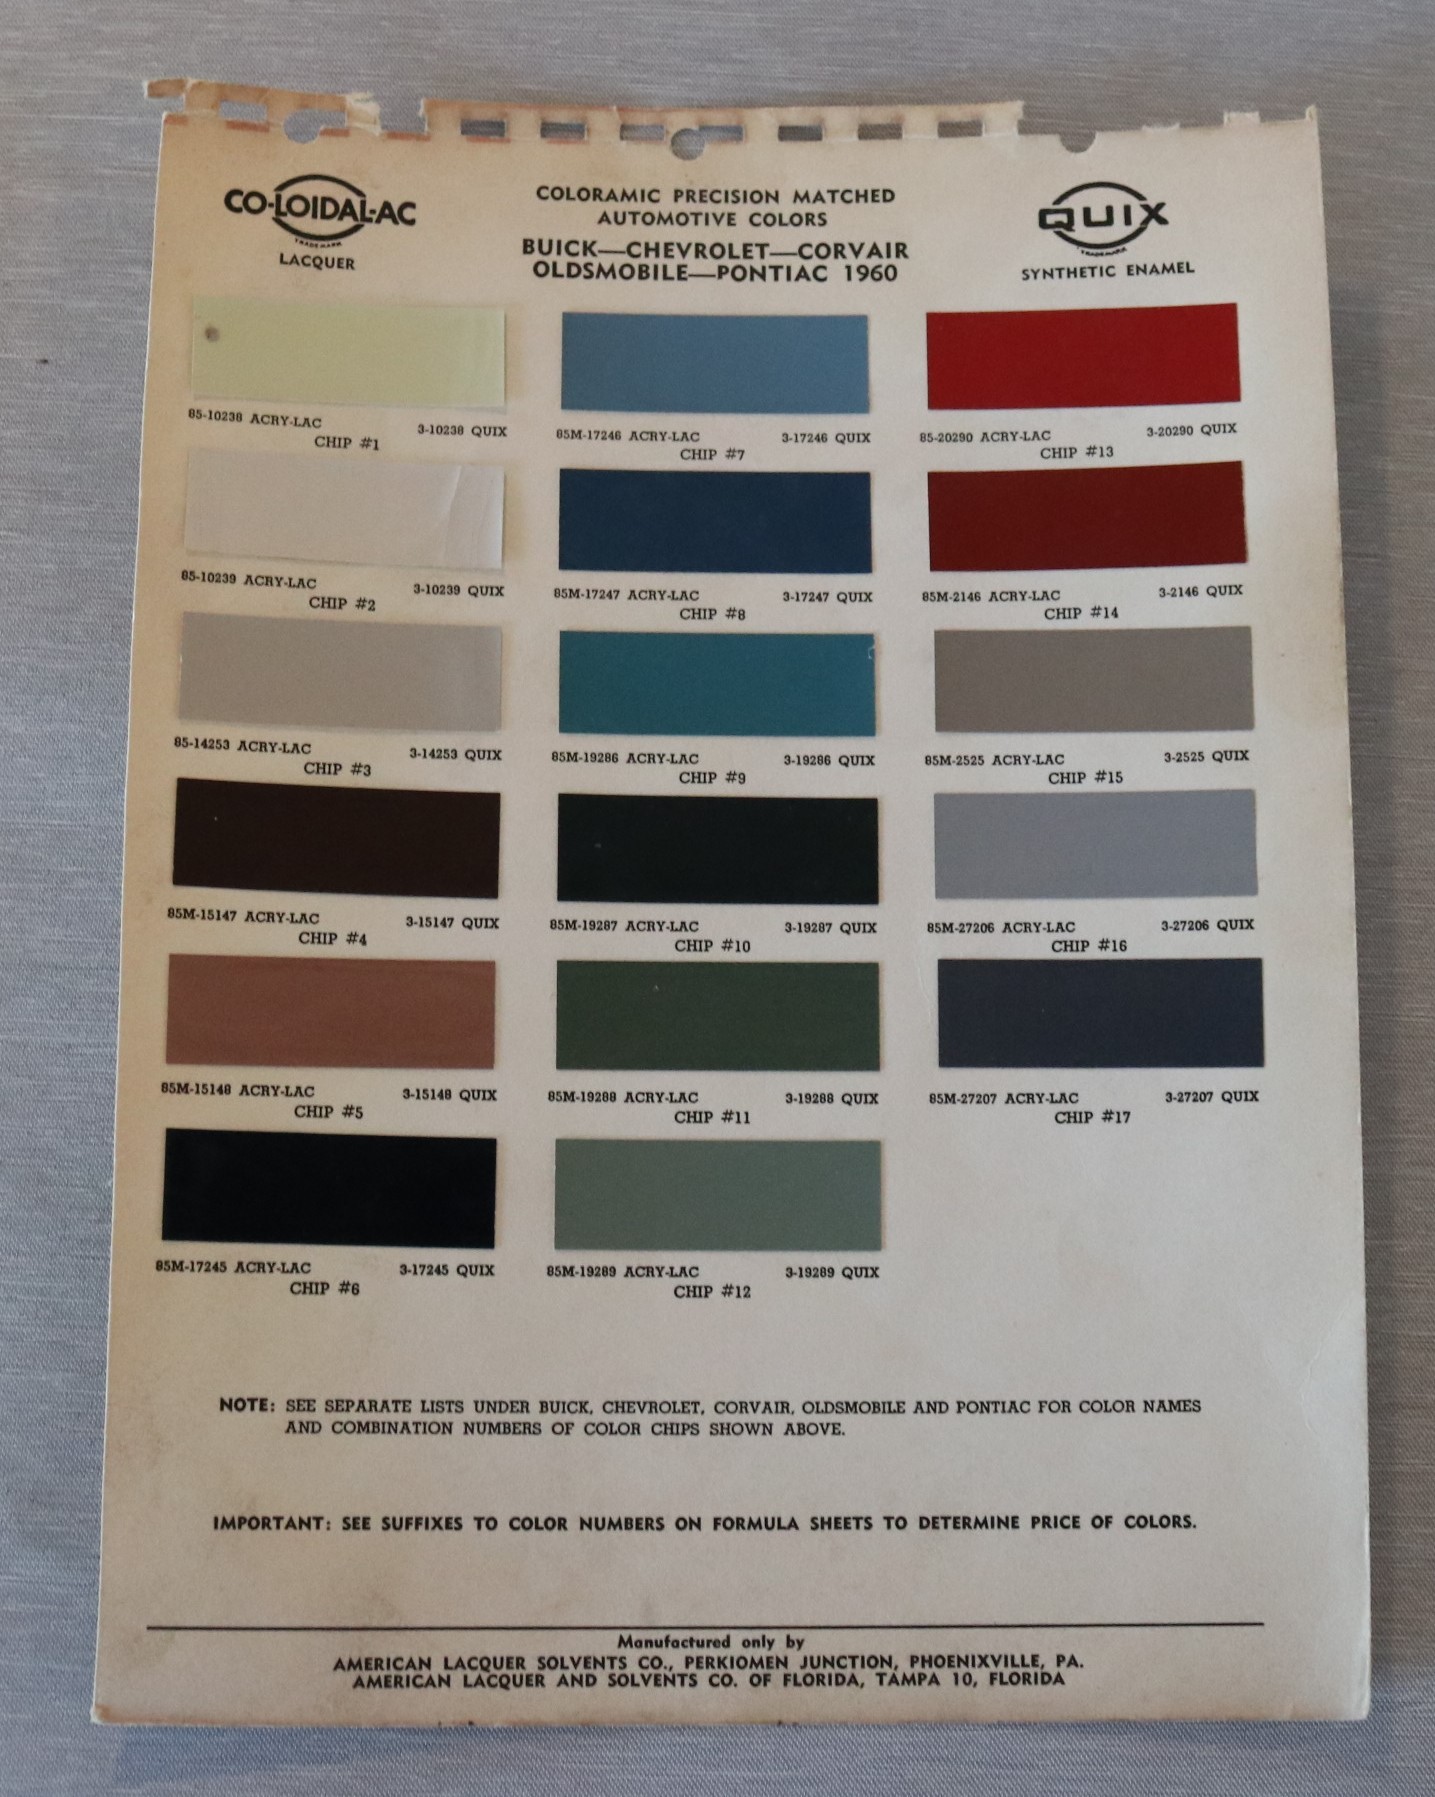 CO-LOIDAL-AC
TRADEMARK
LACQUER
COLORAMIC PRECISION MATCHED
AUTOMOTIVE COLORS
BUICK—CHEVROLET—CORVAIR
OLDSMOBILE—PONTIAC 1960
QUIX
TRADEMARK
SYNTHETIC ENAMEL
85-10238 ACRY-LAC 3-10238 QUIX
CHIP #1
85-10239 ACRY-LAC 3-10239 QUIX
CHIP #2
85-14253 ACRY-LAC 3-14253 QUIX
CHIP #3
85M-15147 ACRY-LAC 3-15147 QUIX
CHIP #4
85M-15148 ACRY-LAC 3-15148 QUIX
CHIP #5
85M-17245 ACRY-LAC 3-17245 QUIX
CHIP #6
85M-17246 ACRY-LAC 3-17246 QUIX
CHIP #7
85M-17247 ACRY-LAC 3-17247 QUIX
CHIP #8
85M-19286 ACRY-LAC 3-19286 QUIX
CHIP #9
85M-19287 ACRY-LAC 3-19287 QUIX
CHIP #10
85M-19288 ACRY-LAC 3-19288 QUIX
CHIP #11
85M-19289 ACRY-LAC 3-19289 QUIX
CHIP #12
85-20290 ACRY-LAC 3-20290 QUIX
CHIP #13
85M-2146 ACRY-LAC 3-2146 QUIX
CHIP #14
85M-2525 ACRY-LAC 3-2525 QUIX
CHIP #15
85M-27206 ACRY-LAC 3-27206 QUIX
CHIP #16
85M-27207 ACRY-LAC 3-27207 QUIX
CHIP #17
NOTE: SEE SEPARATE LISTS UNDER BUICK, CHEVROLET, CORVAIR, OLDSMOBILE AND PONTIAC FOR COLOR NAMES
AND COMBINATION NUMBERS OF COLOR CHIPS SHOWN ABOVE.
IMPORTANT: SEE SUFFIXES TO COLOR NUMBERS ON FORMULA SHEETS TO DETERMINE PRICE OF COLORS.
Manufactured only by
AMERICAN LACQUER SOLVENTS CO., PERKIOMEN JUNCTION, PHOENIXVILLE, PA.
AMERICAN LACQUER AND SOLVENTS CO. OF FLORIDA, TAMPA 10, FLORIDA